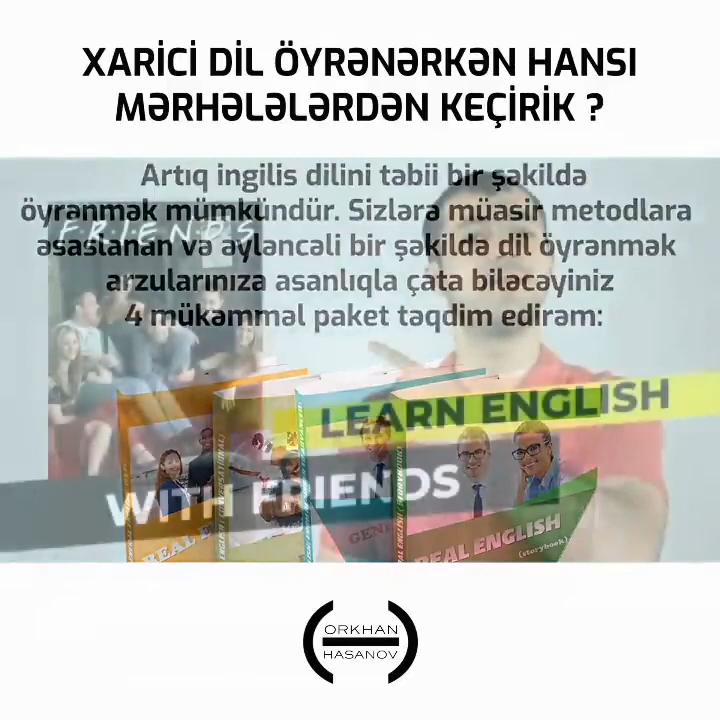 XARİCİ DİL ÖYRƏNƏRKƏN HANSI
MƏRHƏLƏLƏRDƏN KEÇİRİK ?
Artıq ingilis dilini təbii bir şəkildə
öyrənmək mümkündür. Sizlərə müasir metodlara
əsaslanan və əyləncəli bir şəkildə dil öyrənmək
arzularınıza asanlıqla çata biləcəyiniz
4 mükəmməl paket təqdim edirəm:
F·R·I·E·N·D·S
LEARN ENGLISH
WITH FRIENDS
REAL
REAL ENGLISH
(storybook)
ORKHAN
HASANOV